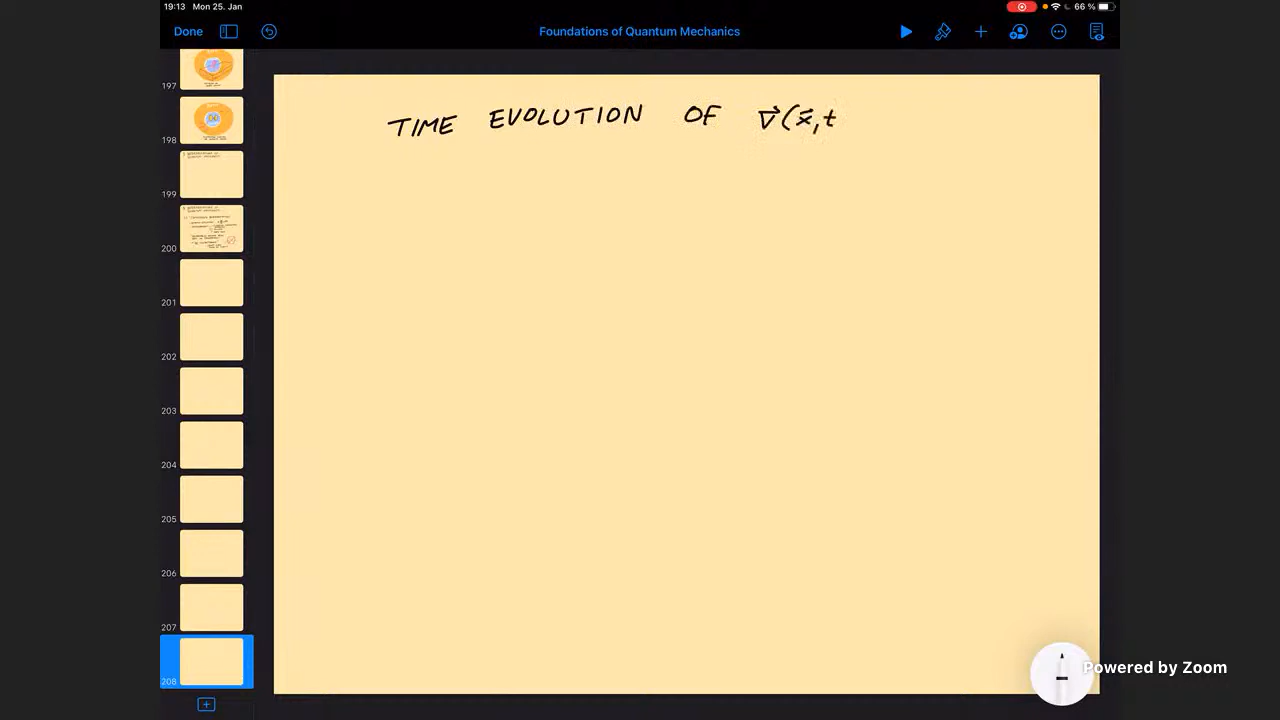 19:13 Mon 25. Jan
66 %
Done
Foundations of Quantum Mechanics
197
198
199
200
201
202
203
204
205
206
207
208
TIME EVOLUTION OF v⃗(x⃗,t
Powered by Zoom